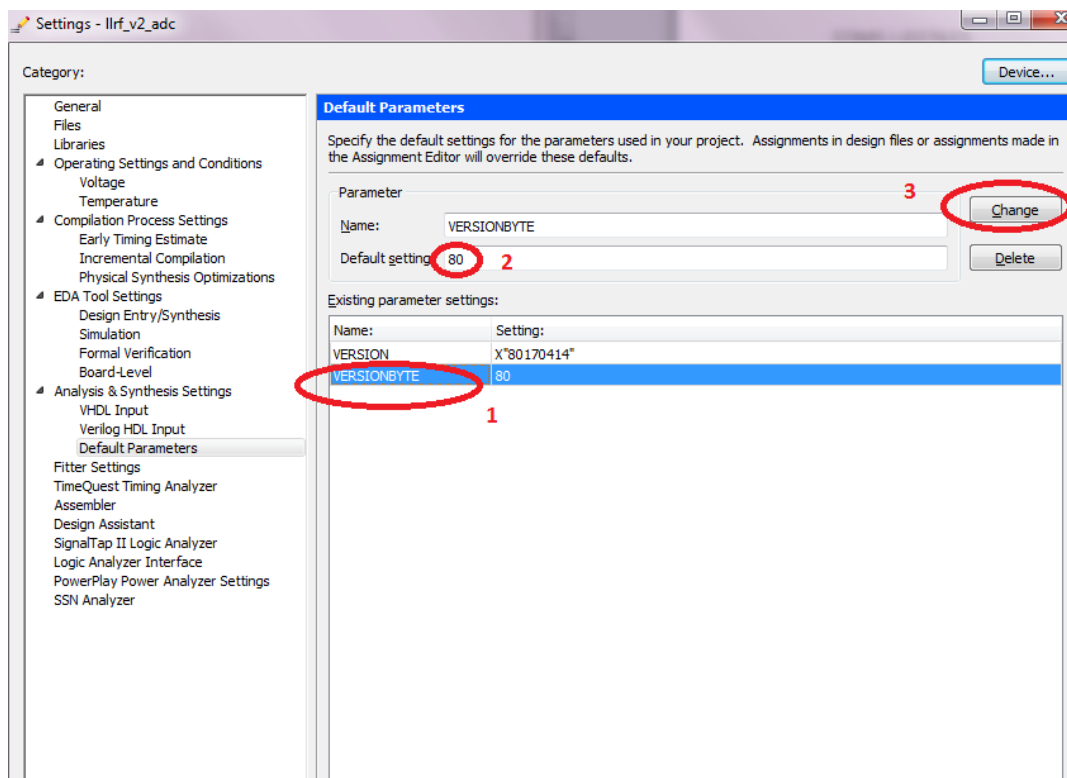 Settings - llrf_v2_adc
Category:
Device...
General
Files
Libraries
Operating Settings and Conditions
Voltage
Temperature
Compilation Process Settings
Early Timing Estimate
Incremental Compilation
Physical Synthesis Optimizations
EDA Tool Settings
Design Entry/Synthesis
Simulation
Formal Verification
Board-Level
Analysis & Synthesis Settings
VHDL Input
Verilog HDL Input
Default Parameters
Fitter Settings
TimeQuest Timing Analyzer
Assembler
Design Assistant
SignalTap II Logic Analyzer
Logic Analyzer Interface
PowerPlay Power Analyzer Settings
SSN Analyzer
Default Parameters
Specify the default settings for the parameters used in your project. Assignments in design files or assignments made in
the Assignment Editor will override these defaults.
Parameter
3
Change
Name: VERSIONBYTE
Default setting 80 2
Delete
Existing parameter settings:
Name: Setting:
VERSION X"80170414"
VERSIONBYTE 80
1